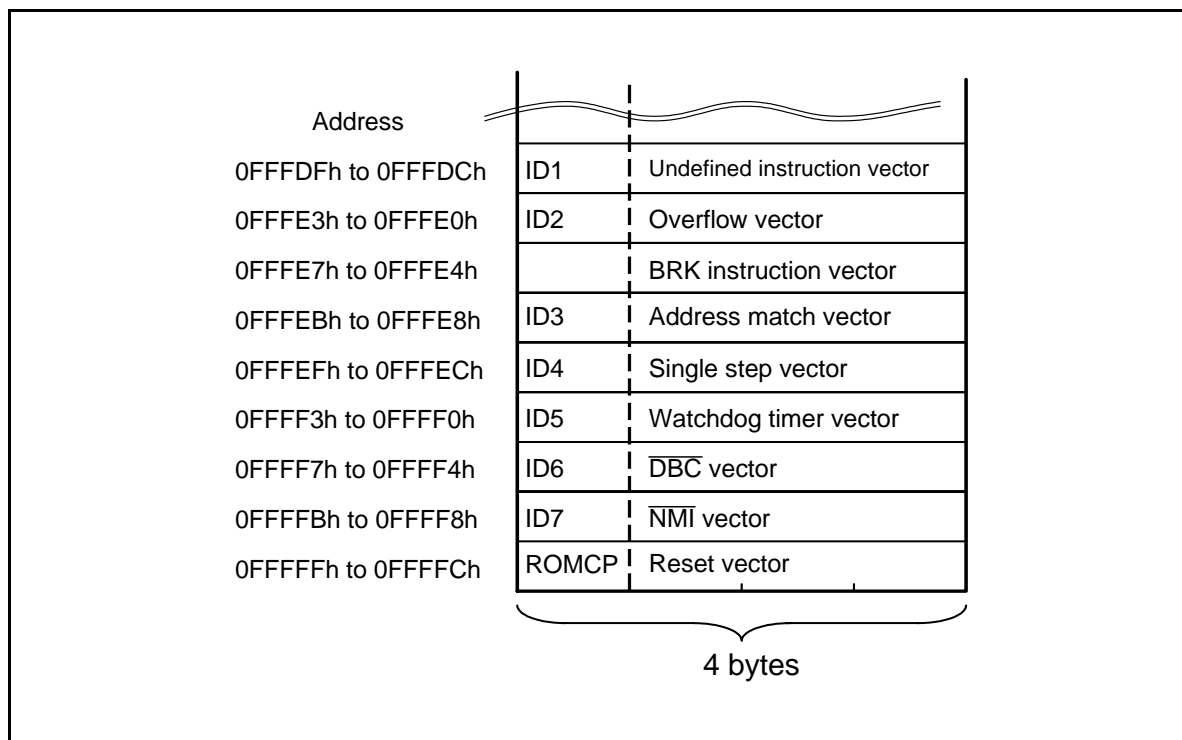 Address
0FFFDFh to 0FFFDCh ID1 Undefined instruction vector
0FFFE3h to 0FFFE0h ID2 Overflow vector
0FFFE7h to 0FFFE4h BRK instruction vector
0FFFEBh to 0FFFE8h ID3 Address match vector
0FFFEFh to 0FFFECh ID4 Single step vector
0FFFF3h to 0FFFF0h ID5 Watchdog timer vector
0FFFF7h to 0FFFF4h ID6 D̅B̅C̅ vector
0FFFFBh to 0FFFF8h ID7 N̅M̅I̅ vector
0FFFFFh to 0FFFFCh ROMCP Reset vector
4 bytes